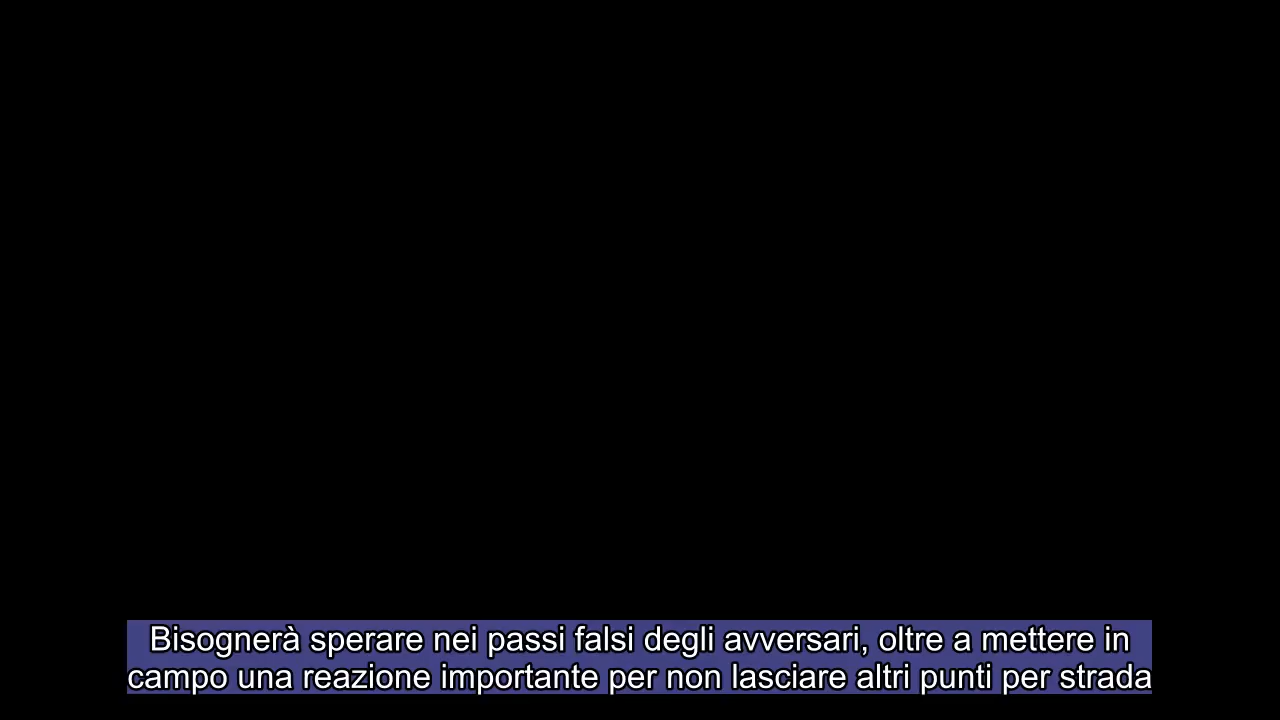 Bisognerà sperare nei passi falsi degli avversari, oltre a mettere in
campo una reazione importante per non lasciare altri punti per strada